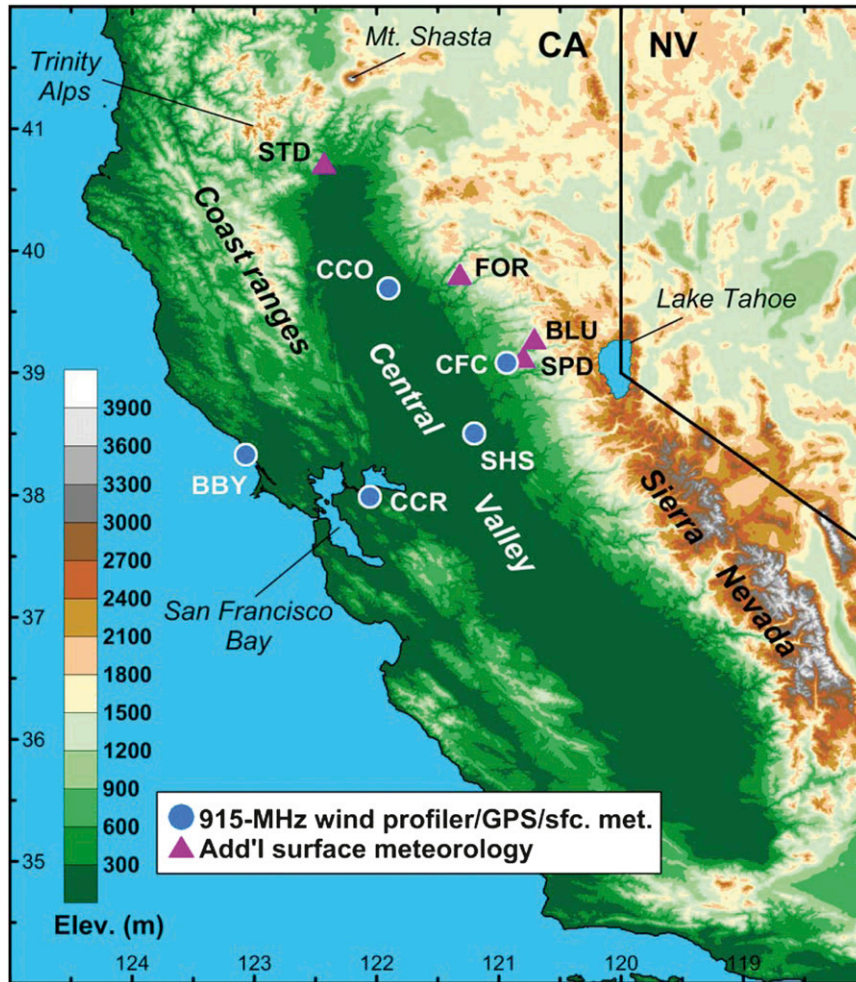 Mt. Shasta
CA
NV
Trinity
Alps
STD
Coast ranges
CCO
FOR
Lake Tahoe
BLU
CFC
SPD
Central
Valley
SHS
BBY
CCR
San Francisco
Bay
Sierra
Nevada
41
40
39
38
37
36
35
3900
3600
3300
3000
2700
2400
2100
1800
1500
1200
900
600
300
Elev. (m)
915-MHz wind profiler/GPS/sfc. met.
Add'l surface meteorology
124
123
122
121
120
119